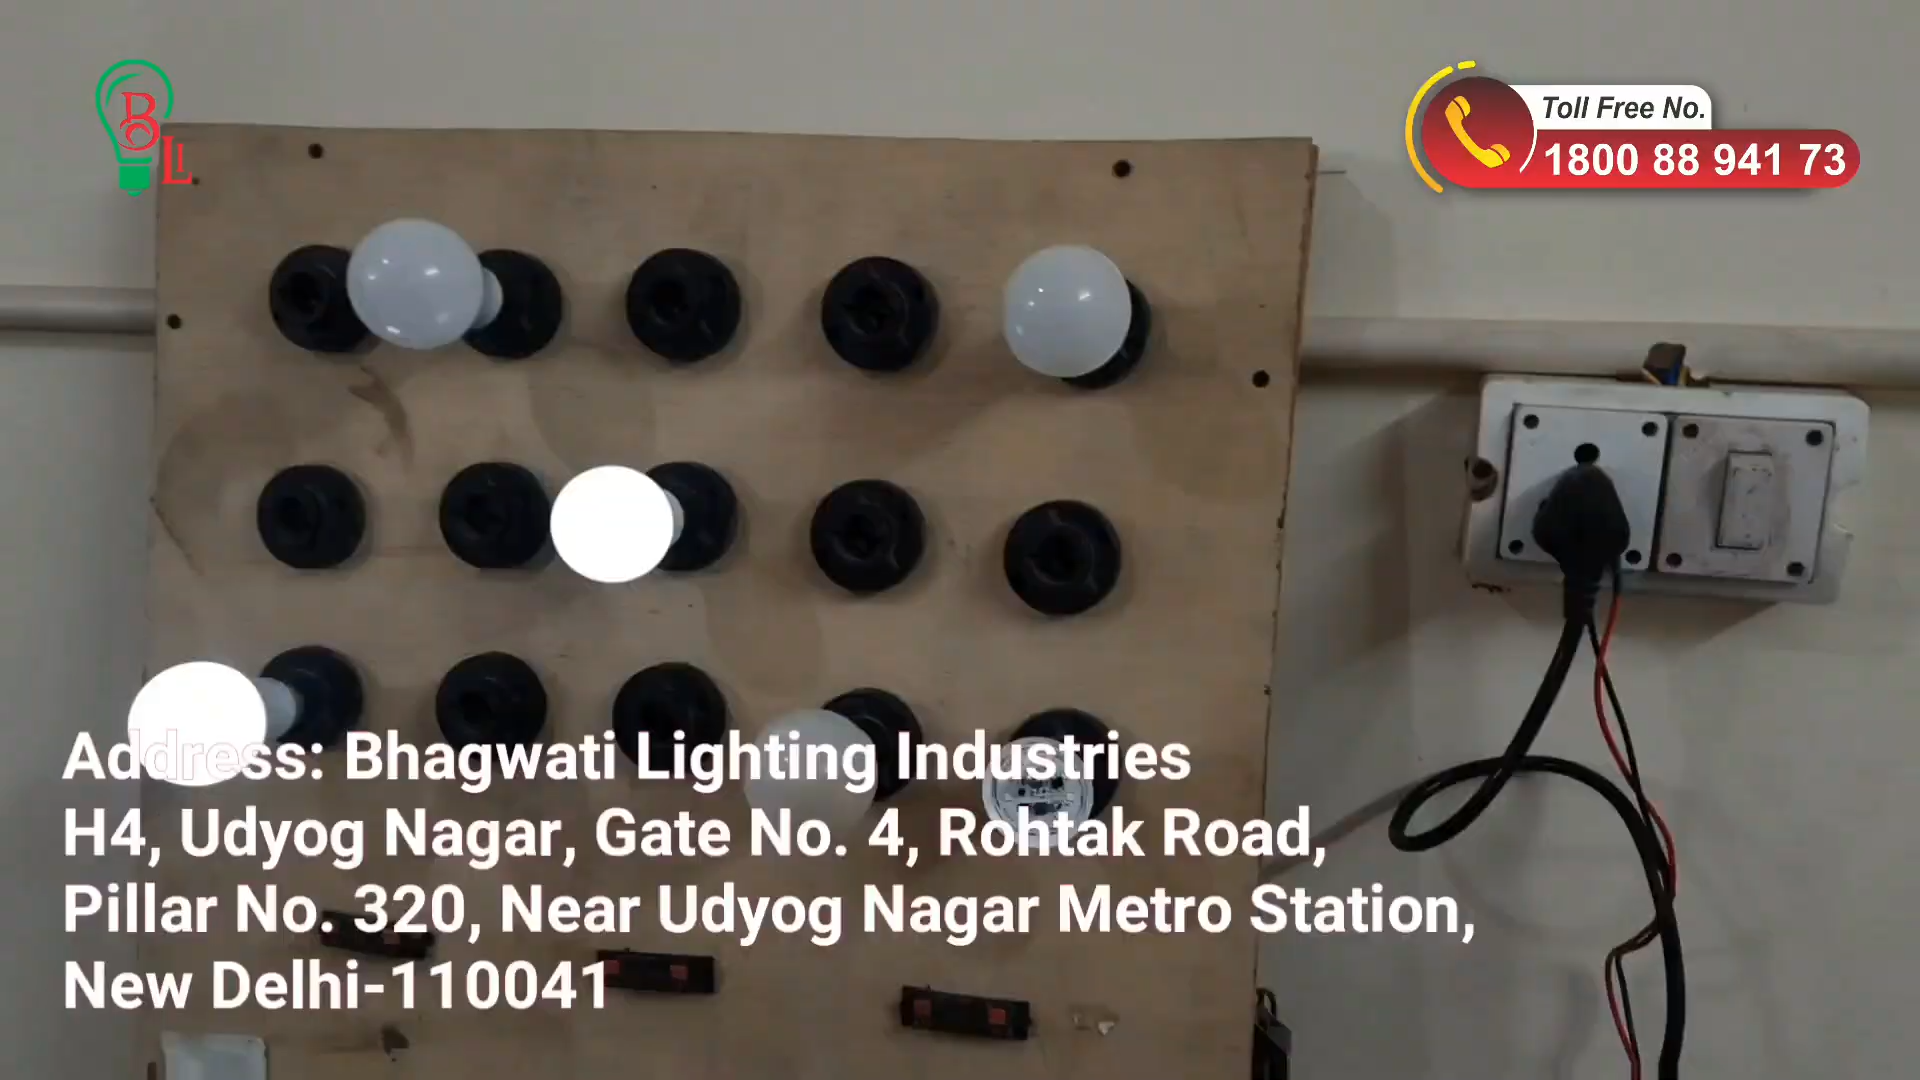 BLI
Toll Free No.
1800 88 941 73
Address: Bhagwati Lighting Industries
H4, Udyog Nagar, Gate No. 4, Rohtak Road,
Pillar No. 320, Near Udyog Nagar Metro Station,
New Delhi-110041